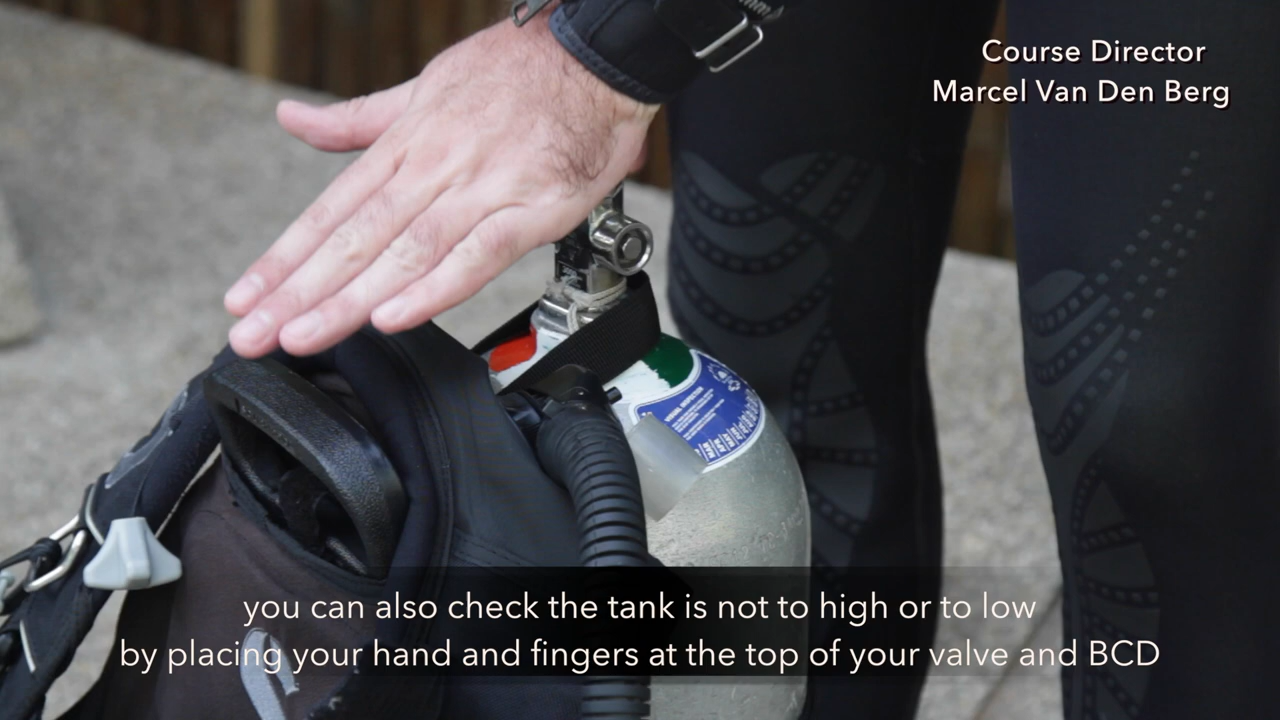 Course Director
Marcel Van Den Berg
you can also check the tank is not to high or to low
by placing your hand and fingers at the top of your valve and BCD